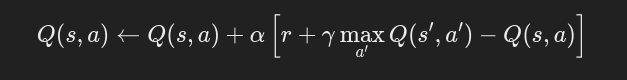 Q(s, a) ← Q(s, a) + α [r + γ max_{a′} Q(s′, a′) − Q(s, a)]